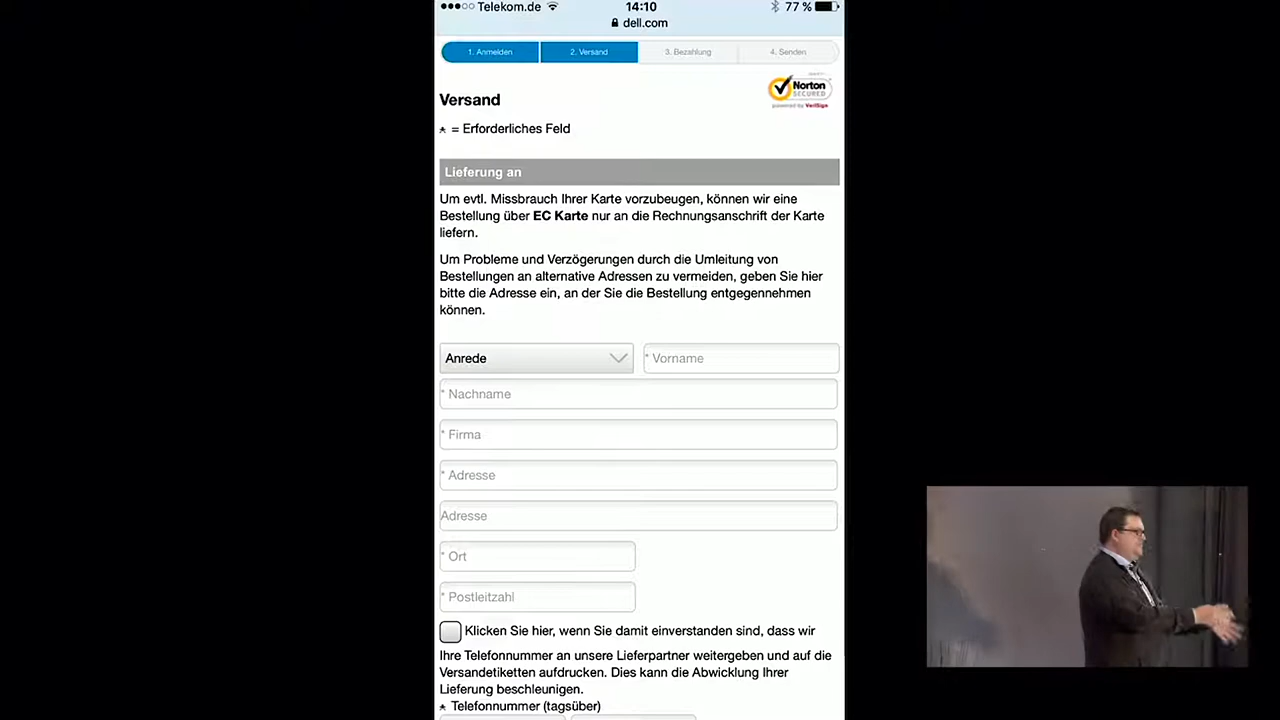 Telekom.de 14:10 77 %
dell.com
1. Anmelden 2. Versand 3. Bezahlung 4. Senden
Norton
SECURED
powered by VeriSign
Versand
* = Erforderliches Feld
Lieferung an
Um evtl. Missbrauch Ihrer Karte vorzubeugen, können wir eine
Bestellung über EC Karte nur an die Rechnungsanschrift der Karte
liefern.
Um Probleme und Verzögerungen durch die Umleitung von
Bestellungen an alternative Adressen zu vermeiden, geben Sie hier
bitte die Adresse ein, an der Sie die Bestellung entgegennehmen
können.
Anrede * Vorname
* Nachname
* Firma
* Adresse
Adresse
* Ort
* Postleitzahl
Klicken Sie hier, wenn Sie damit einverstanden sind, dass wir
Ihre Telefonnummer an unsere Lieferpartner weitergeben und auf die
Versandetiketten aufdrucken. Dies kann die Abwicklung Ihrer
Lieferung beschleunigen.
* Telefonnummer (tagsüber)